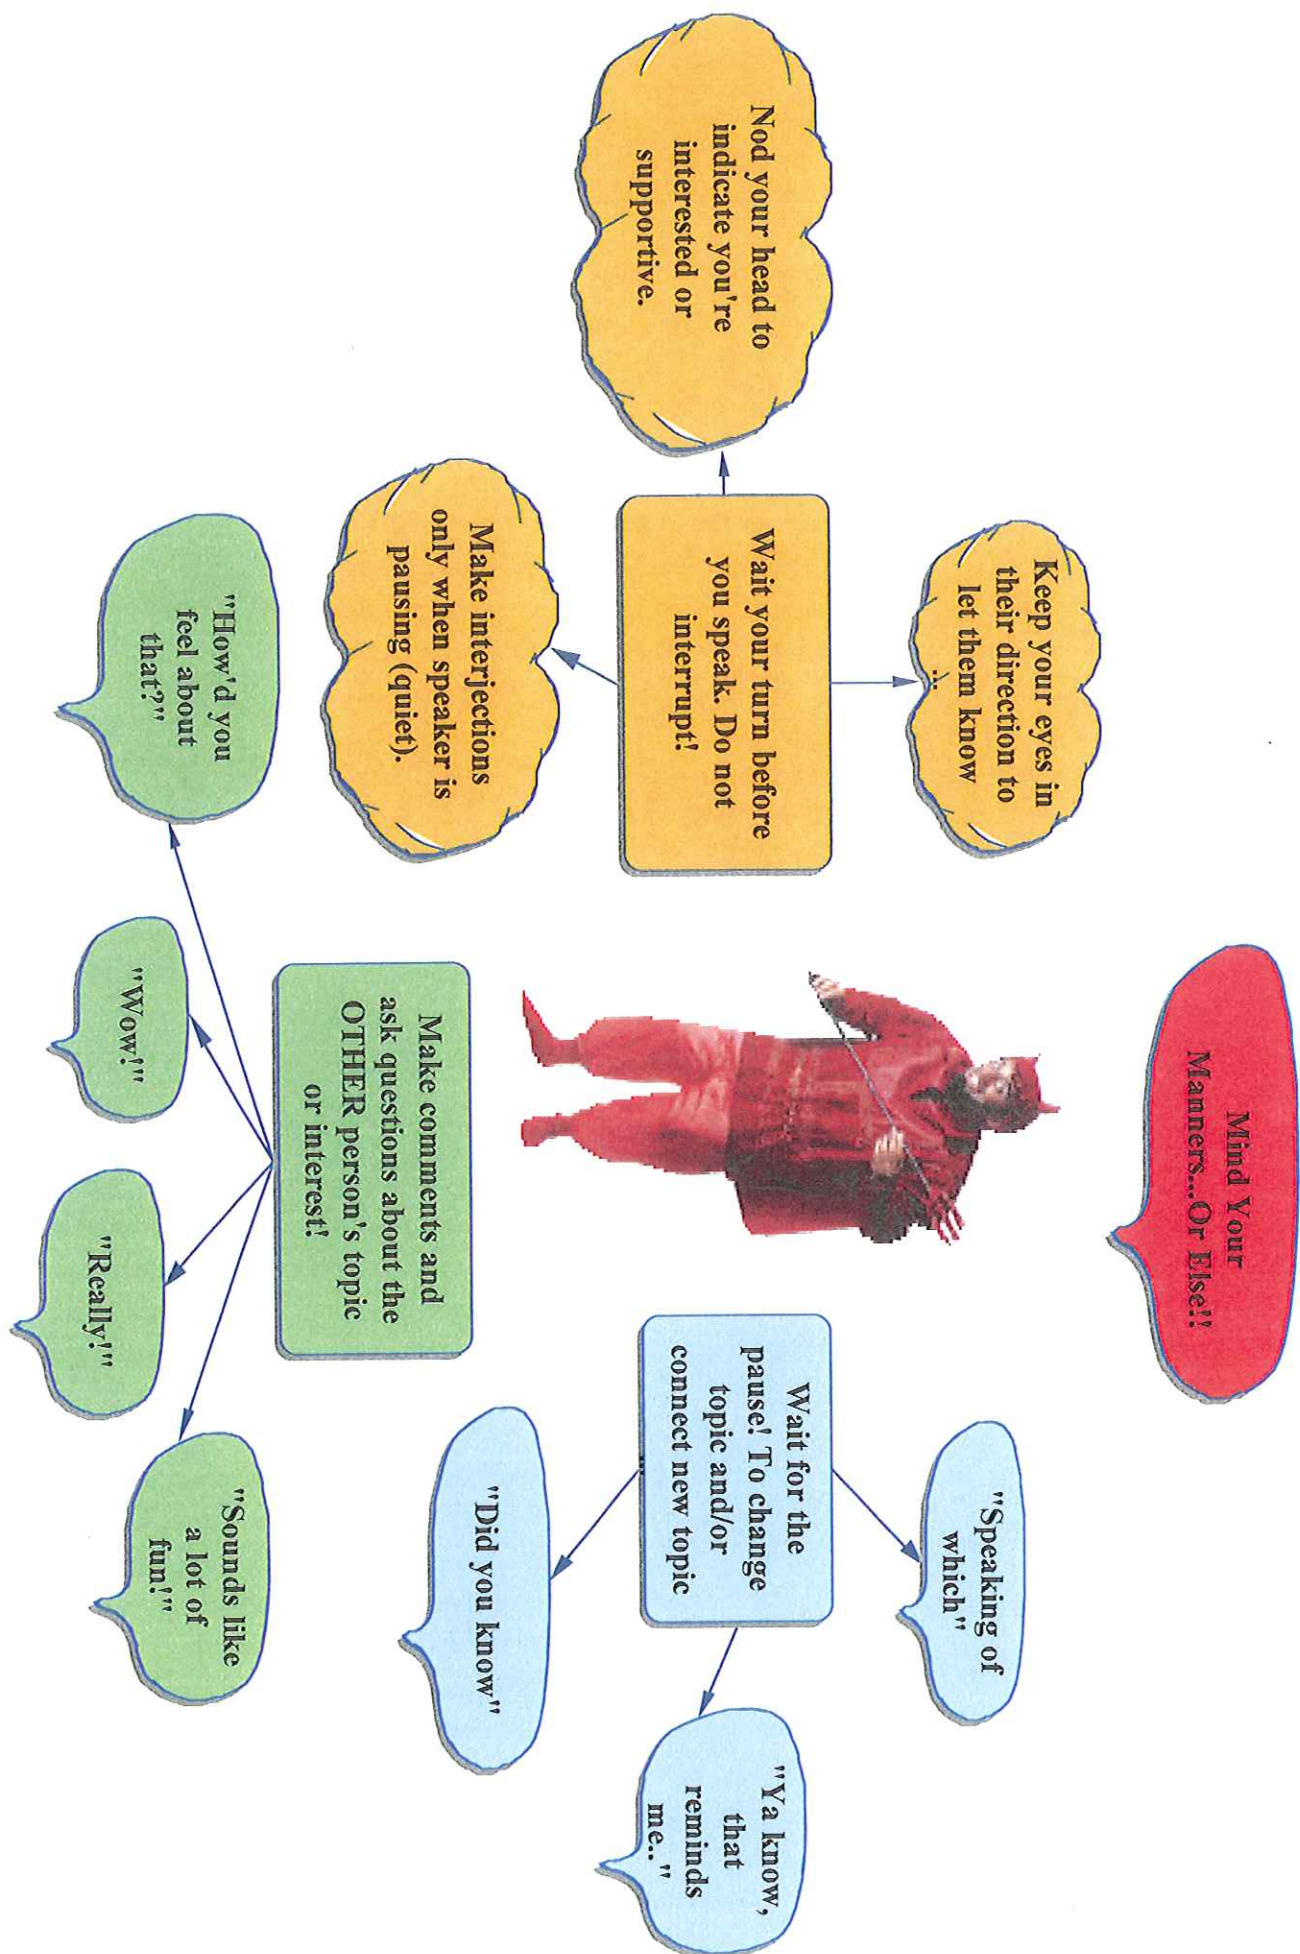 Mind Your
Manners...Or Else!!
Keep your eyes in
their direction to
let them know
...
Wait your turn before
you speak. Do not
interrupt!
Nod your head to
indicate you're
interested or
supportive.
Make interjections
only when speaker is
pausing (quiet).
"Speaking of
which"
Wait for the
pause! To change
topic and/or
connect new topic
"Ya know,
that
reminds
me.."
"Did you know"
Make comments and
ask questions about the
OTHER person's topic
or interest!
"How'd you
feel about
that?"
"Wow!"
"Really!"
"Sounds like
a lot of
fun!"